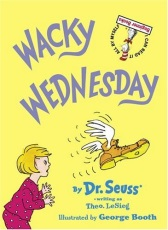 WACKY
WEDNESDAY
By Dr. Seuss*
*writing as
Theo. LeSieg
Illustrated by George Booth